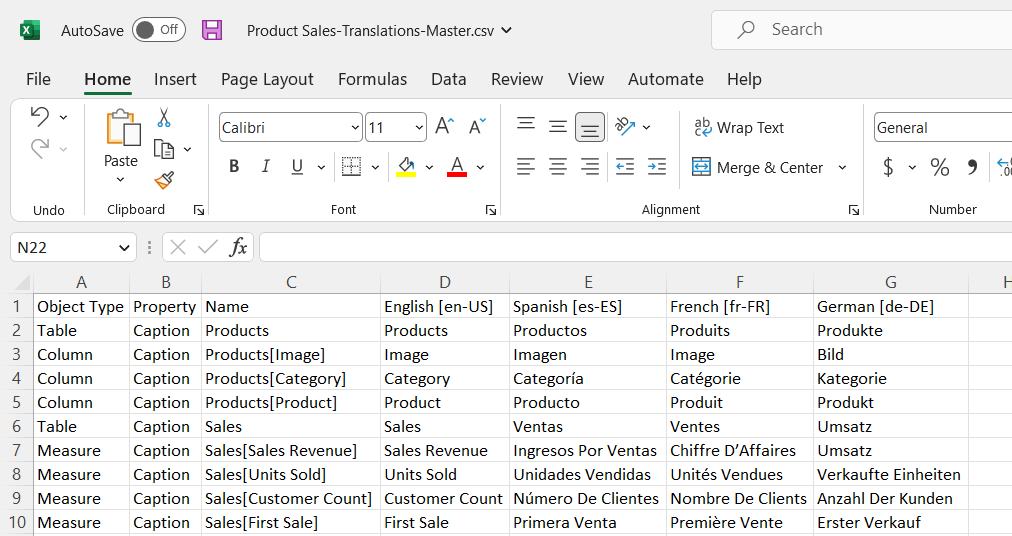 AutoSave Off Product Sales-Translations-Master.csv Search
File Home Insert Page Layout Formulas Data Review View Automate Help
Calibri 11 A A ab c Wrap Text General
Paste B I U A Merge & Center $ % , .00
Undo Clipboard Font Alignment Number
N22 fx
A B C D E F G H
1 Object Type Property Name English [en-US] Spanish [es-ES] French [fr-FR] German [de-DE]
2 Table Caption Products Products Productos Produits Produkte
3 Column Caption Products[Image] Image Imagen Image Bild
4 Column Caption Products[Category] Category Categoría Catégorie Kategorie
5 Column Caption Products[Product] Product Producto Produit Produkt
6 Table Caption Sales Sales Ventas Ventes Umsatz
7 Measure Caption Sales[Sales Revenue] Sales Revenue Ingresos Por Ventas Chiffre D’Affaires Umsatz
8 Measure Caption Sales[Units Sold] Units Sold Unidades Vendidas Unités Vendues Verkaufte Einheiten
9 Measure Caption Sales[Customer Count] Customer Count Número De Clientes Nombre De Clients Anzahl Der Kunden
10 Measure Caption Sales[First Sale] First Sale Primera Venta Première Vente Erster Verkauf